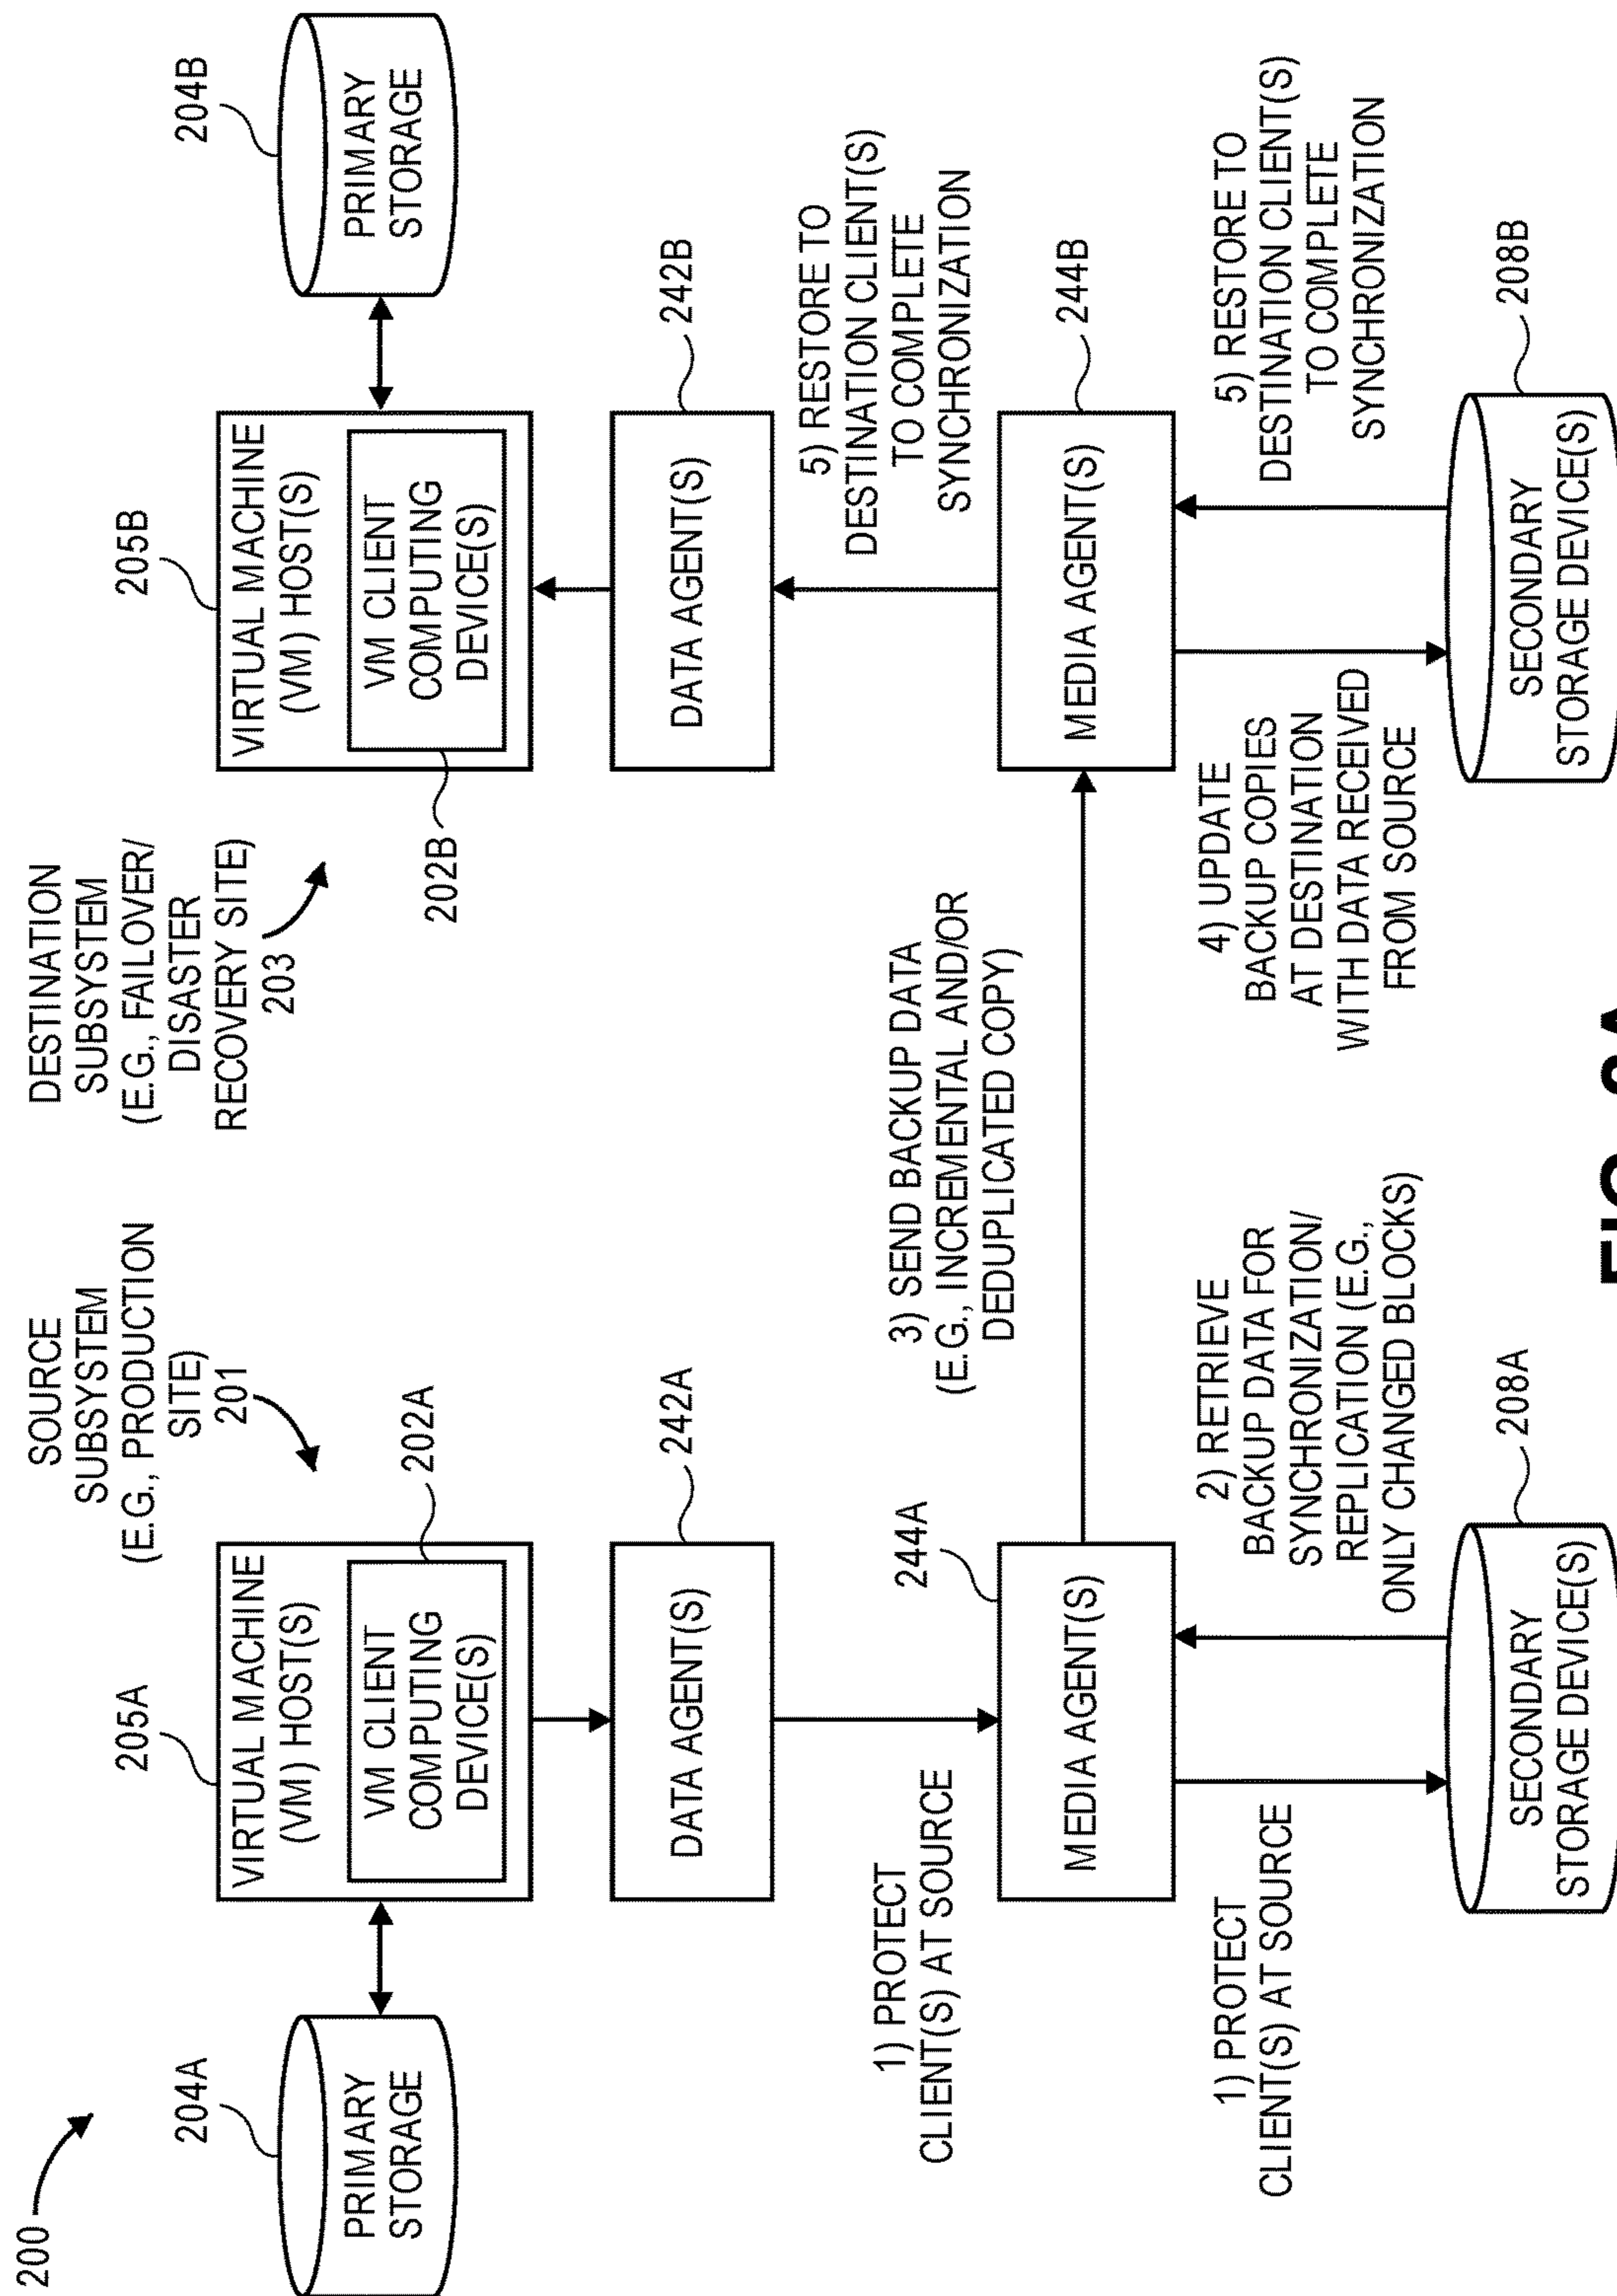 200
SOURCE
SUBSYSTEM
(E.G., PRODUCTION
SITE)
201
DESTINATION
SUBSYSTEM
(E.G., FAILOVER/
DISASTER
RECOVERY SITE)
203
204A
PRIMARY
STORAGE
205A
VIRTUAL MACHINE
(VM) HOST(S)
VM CLIENT
COMPUTING
DEVICE(S)
202A
205B
VIRTUAL MACHINE
(VM) HOST(S)
VM CLIENT
COMPUTING
DEVICE(S)
202B
204B
PRIMARY
STORAGE
DATA AGENT(S)
242A
DATA AGENT(S)
242B
1) PROTECT
CLIENT(S) AT SOURCE
3) SEND BACKUP DATA
(E.G., INCREMENTAL AND/OR
DEDUPLICATED COPY)
5) RESTORE TO
DESTINATION CLIENT(S)
TO COMPLETE
SYNCHRONIZATION
244A
MEDIA AGENT(S)
MEDIA AGENT(S)
244B
1) PROTECT
CLIENT(S) AT SOURCE
2) RETRIEVE
BACKUP DATA FOR
SYNCHRONIZATION/
REPLICATION (E.G.,
ONLY CHANGED BLOCKS)
4) UPDATE
BACKUP COPIES
AT DESTINATION
WITH DATA RECEIVED
FROM SOURCE
5) RESTORE TO
DESTINATION CLIENT(S)
TO COMPLETE
SYNCHRONIZATION
SECONDARY
STORAGE DEVICE(S)
208A
SECONDARY
STORAGE DEVICE(S)
208B